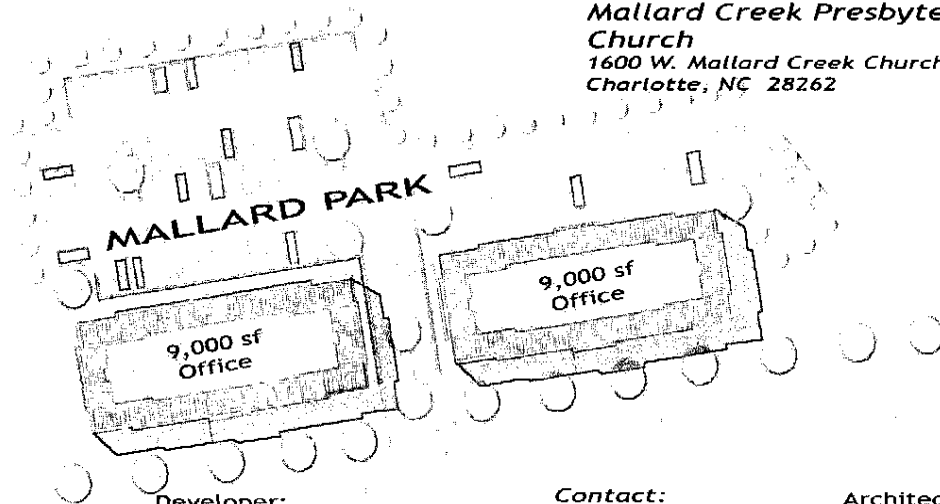 Mallard Creek Presbyte
Church
1600 W. Mallard Creek Church
Charlotte, NC 28262
MALLARD PARK
9,000 sf
Office
9,000 sf
Office
Developer:
Contact:
Architec